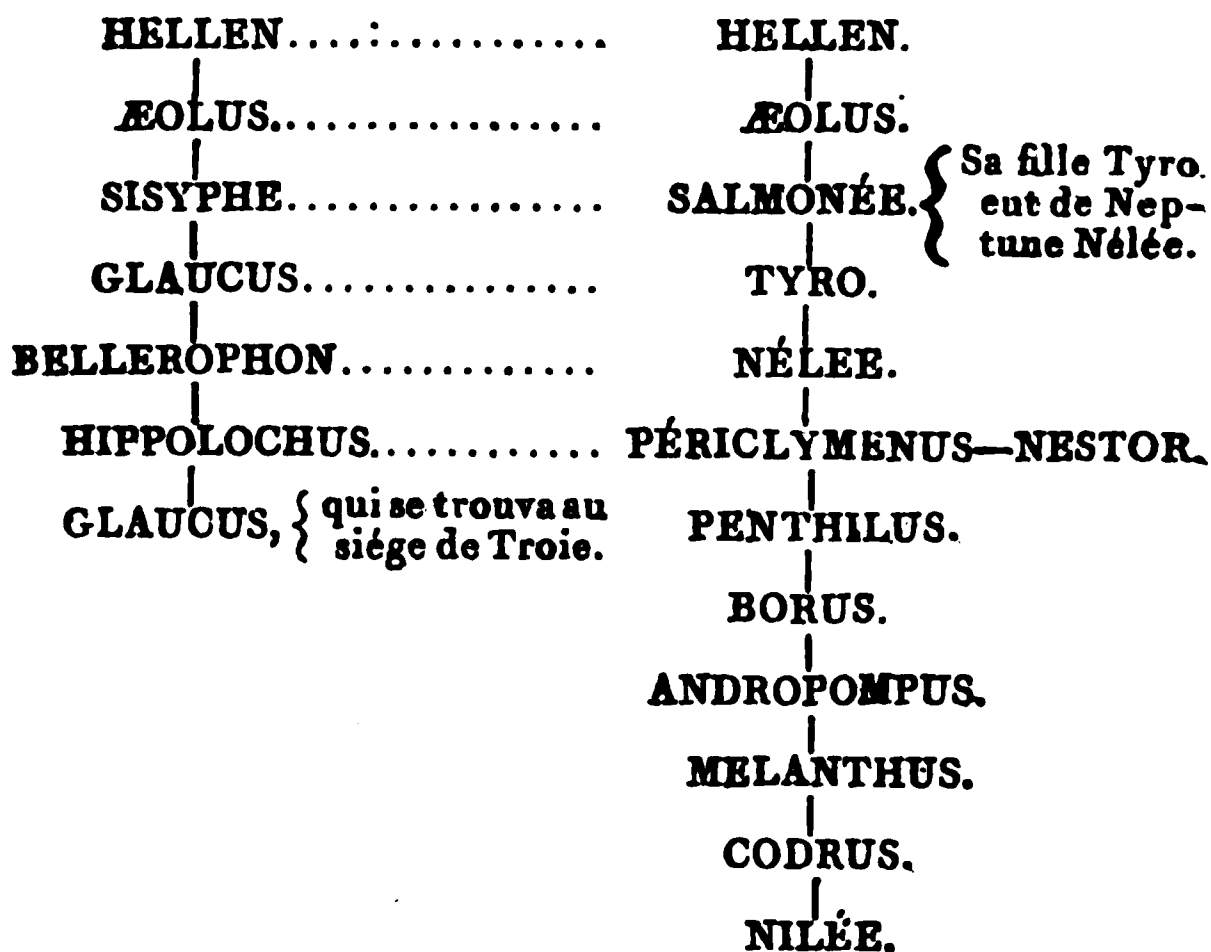 HELLEN....:............ HELLEN.
ÆOLUS.................. ÆOLUS.
SISYPHE.................. SALMONÉE. { Sa fille Tyro. eut de Nep- tune Nélée.
GLAUCUS................ TYRO.
BELLEROPHON.............. NÉLEE.
HIPPOLOCHUS............. PÉRICLYMENUS—NESTOR.
GLAUCUS, { qui se trouva au siége de Troie. PENTHILUS.
BORUS.
ANDROPOMPUS.
MELANTHUS.
CODRUS.
NILÉE.